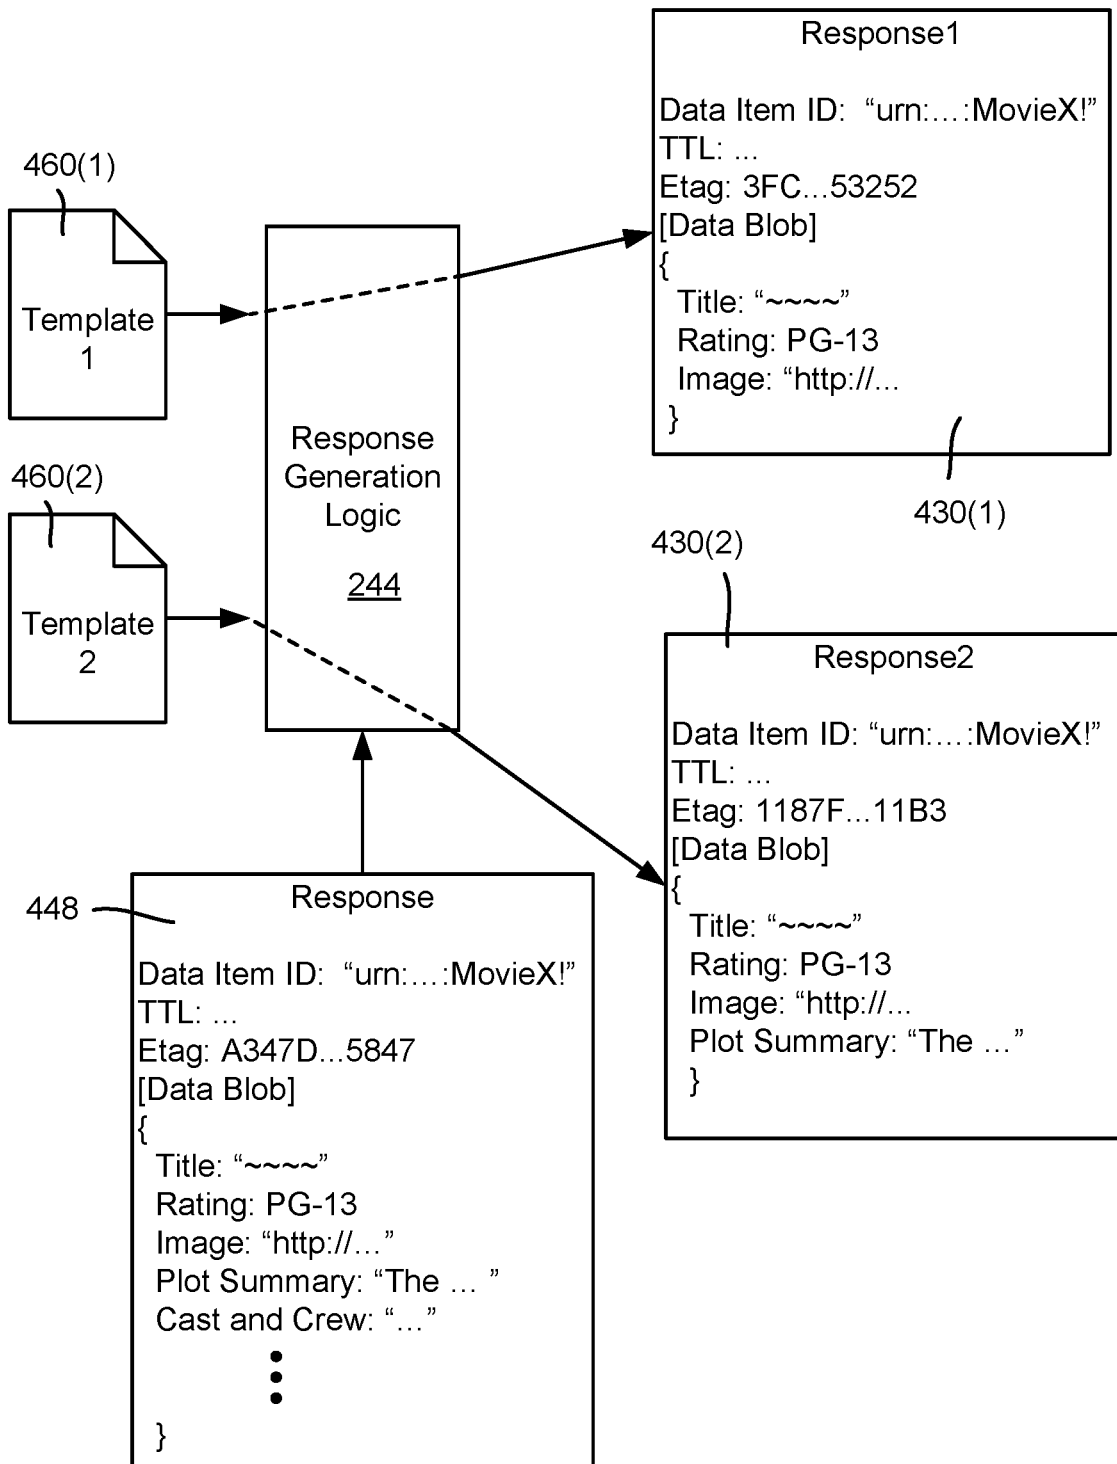 Response1
Data Item ID: “urn:...:MovieX!”
TTL: ...
Etag: 3FC...53252
[Data Blob]
{
Title: “~~~~”
Rating: PG-13
Image: “http://...
}
430(1)
460(1)
Template
1
460(2)
Template
2
Response
Generation
Logic
244
430(2)
Response2
Data Item ID: “urn:...:MovieX!”
TTL: ...
Etag: 1187F...11B3
[Data Blob]
{
Title: “~~~~”
Rating: PG-13
Image: “http://...
Plot Summary: “The ...”
}
448
Response
Data Item ID: “urn:...:MovieX!”
TTL: ...
Etag: A347D...5847
[Data Blob]
{
Title: “~~~~”
Rating: PG-13
Image: “http://...”
Plot Summary: “The ... ”
Cast and Crew: “...”
}